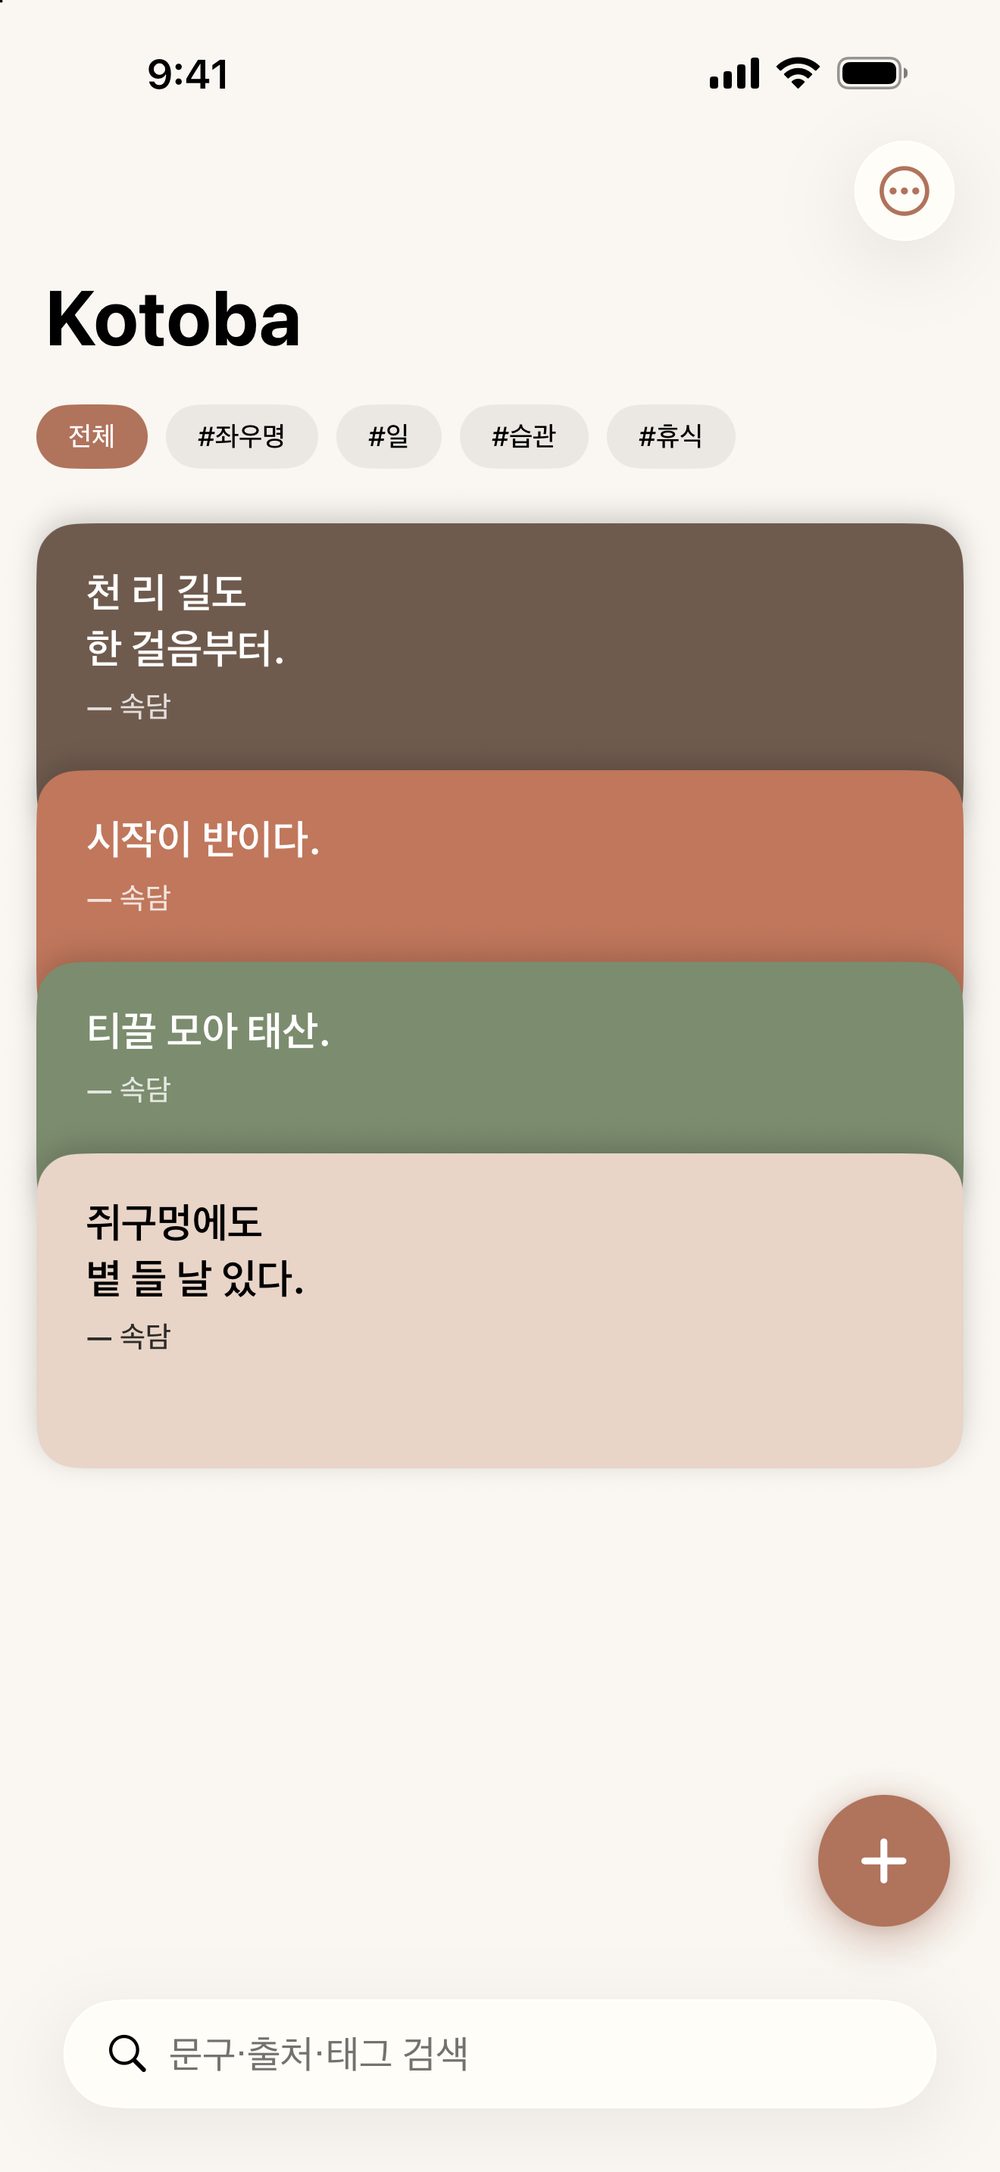 9:41
Kotoba
전체 #좌우명 #일 #습관 #휴식
천 리 길도
한 걸음부터.
— 속담
시작이 반이다.
— 속담
티끌 모아 태산.
— 속담
쥐구멍에도
볕 들 날 있다.
— 속담
문구·출처·태그 검색